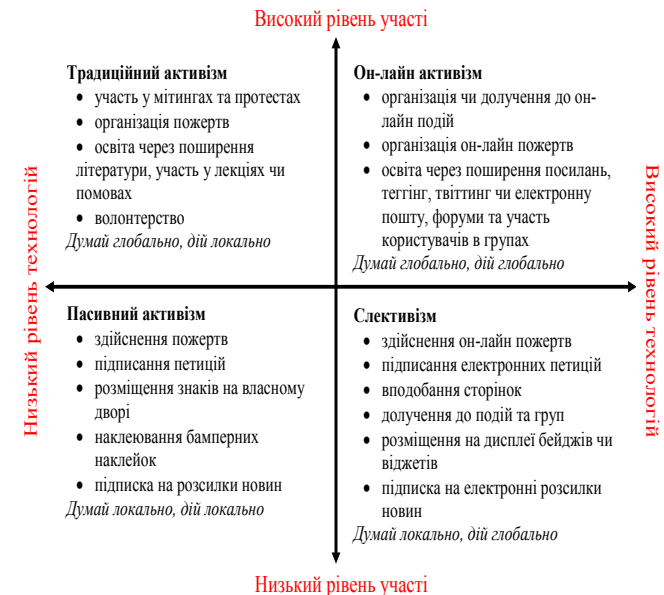 Високий рівень участі
Традиційний активізм
• участь у мітингах та протестах
• організація пожертв
• освіта через поширення
літератури, участь у лекціях чи
помовах
• волонтерство
Думай глобально, дій локально
Он-лайн активізм
• організація чи долучення до он-
лайн подій
• організація он-лайн пожертв
• освіта через поширення посилань,
теггінг, твіттинг чи електронну
пошту, форуми та участь
користувачів в групах
Думай глобально, дій глобально
Низький рівень технологій
Високий рівень технологій
Пасивний активізм
• здійснення пожертв
• підписання петицій
• розміщення знаків на власному
дворі
• наклеювання бамперних
наклейок
• підписка на розсилки новин
Думай локально, дій локально
Слективізм
• здійснення он-лайн пожертв
• підписання електронних петицій
• вподобання сторінок
• долучення до подій та груп
• розміщення на дисплеї бейджів чи
віджетів
• підписка на електронні розсилки
новин
Думай локально, дій глобально
Низький рівень участі